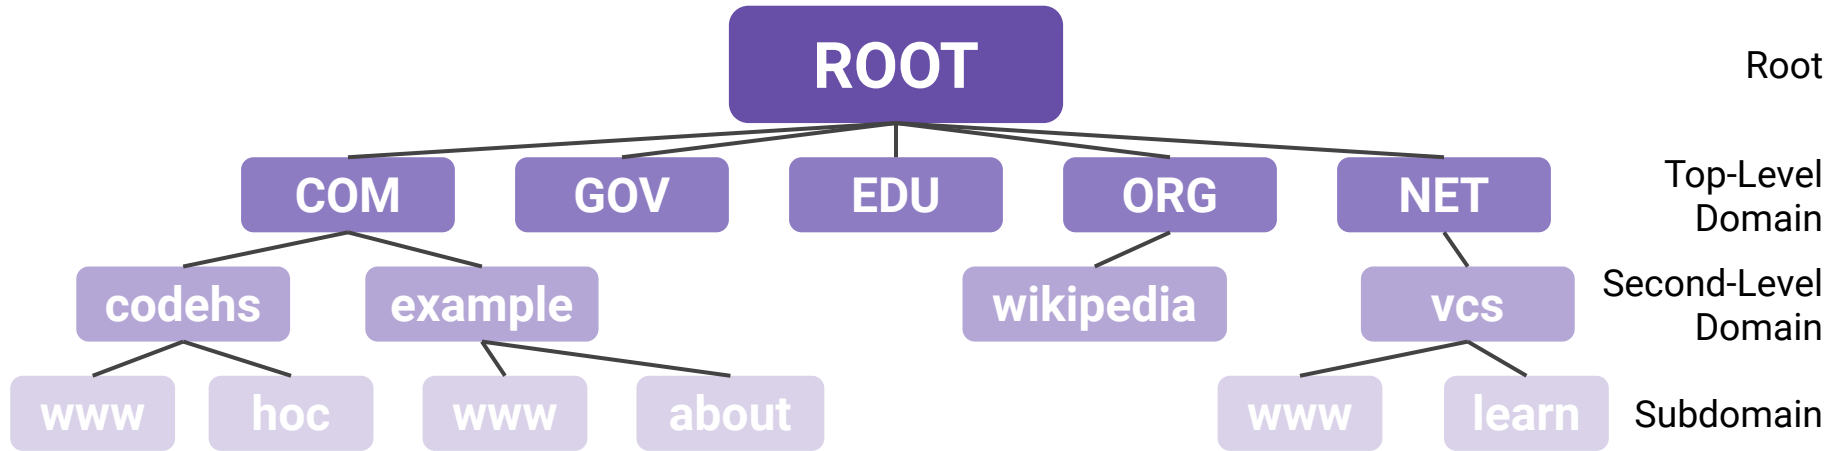 ROOT
Root
COM GOV EDU ORG NET
Top-Level
Domain
codehs example wikipedia vcs
Second-Level
Domain
www hoc www about www learn
Subdomain